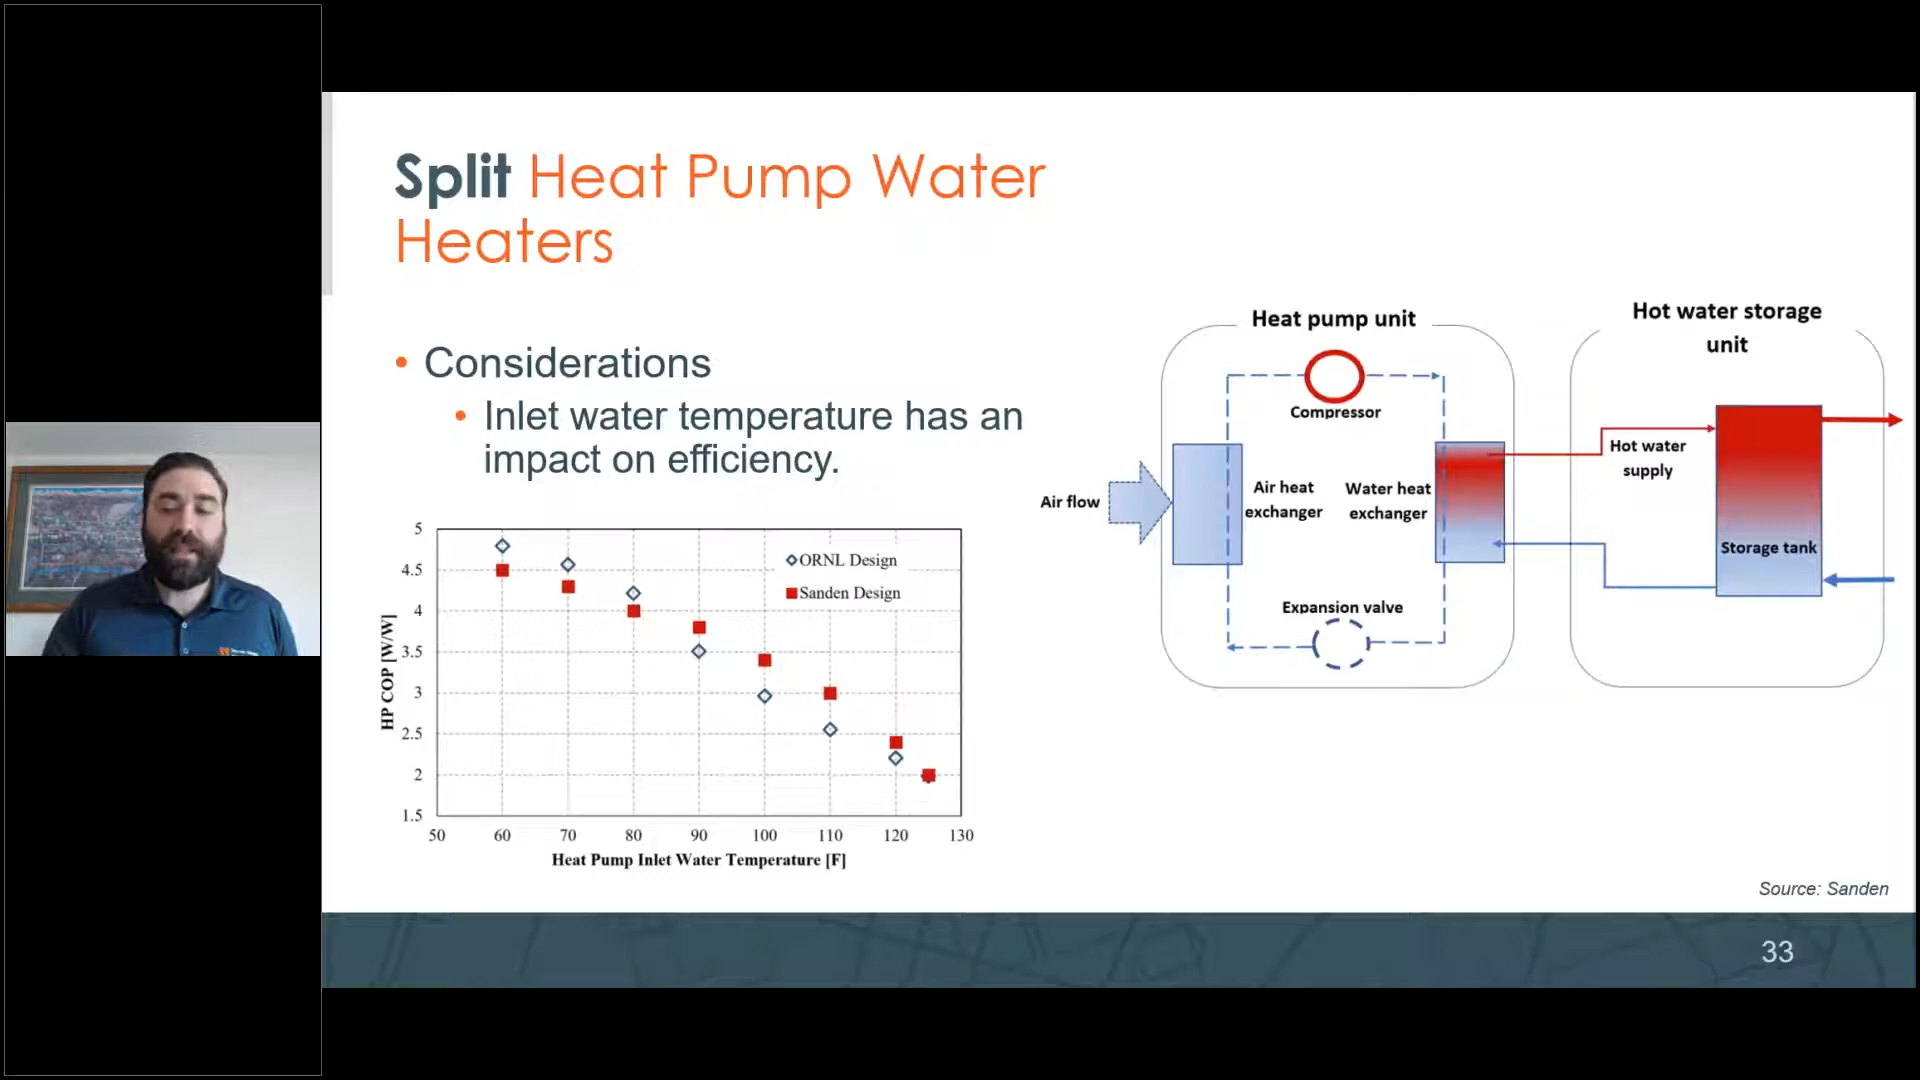 Split Heat Pump Water
Heaters
• Considerations
• Inlet water temperature has an
impact on efficiency.
5
4.5
4
3.5
3
2.5
2
1.5
HP COP [W/W]
ORNL Design
Sanden Design
50 60 70 80 90 100 110 120 130
Heat Pump Inlet Water Temperature [F]
Heat pump unit
Compressor
Air flow
Air heat
exchanger
Water heat
exchanger
Expansion valve
Hot water storage
unit
Hot water
supply
Storage tank
Source: Sanden
33